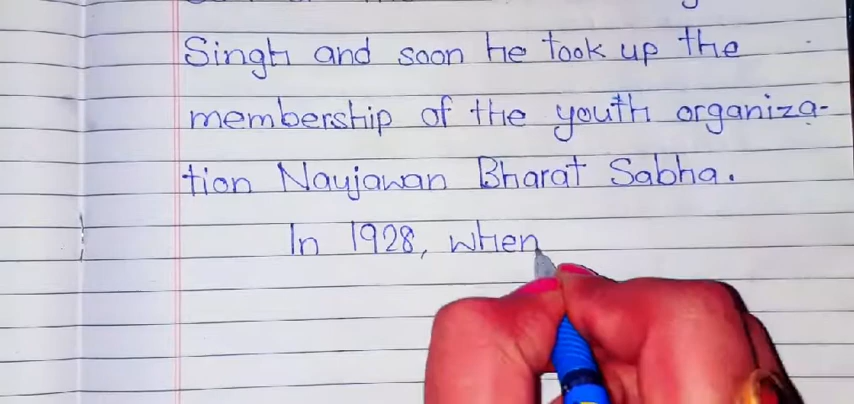 Singh and soon he took up the
membership of the youth organiza-
tion Naujawan Bharat Sabha.
In 1928, when